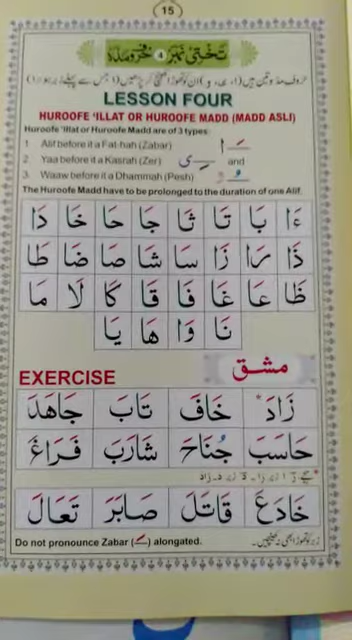 15
تختی نمبر 4 حروف مدہ
LESSON FOUR
HUROOFE 'ILLAT OR HUROOFE MADD (MADD ASLI)
Huroofe 'Illat or Huroofe Madd are of 3 types:
1 Alif before it a Fat-hah (Zabar) ـَ ا
2. Yaa before it a Kasrah (Zer) ـِ ى and
3. Waaw before it a Dhammah (Pesh) ـُ و
The Huroofe Madd have to be prolonged to the duration of one Alif.
ءَا بَا تَا ثَا جَا حَا خَا دَا
ذَا رَا زَا سَا شَا صَا ضَا طَا
ظَا عَا غَا فَا قَا كَا لَا مَا
نَا وَا هَا يَا
مشق
EXERCISE
زَادَ* خَافَ تَابَ جَاهَدَ
حَاسَبَ جُنَاحَ شَارَبَ فَرَاغَ
خَادَعَ قَاتَلَ صَابَرَ تَعَالَ
Do not pronounce Zabar (ـَ) alongated.